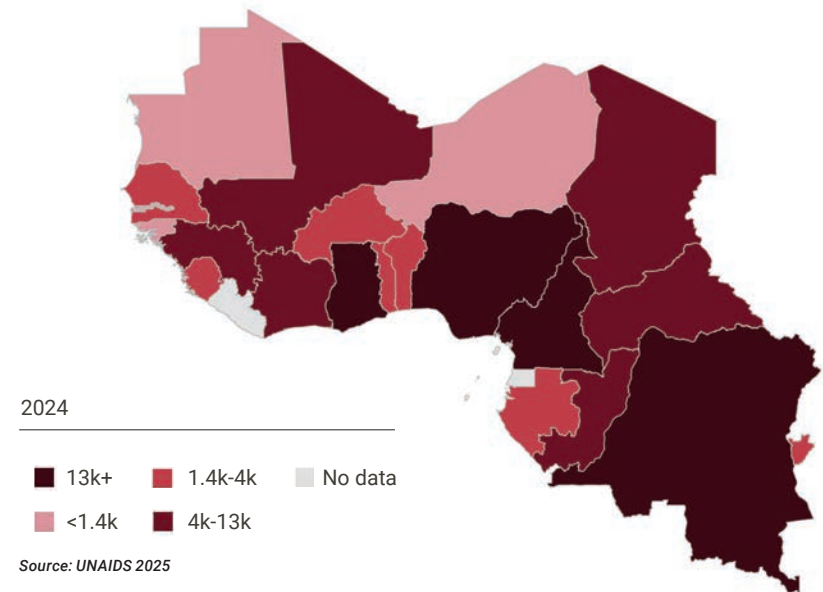 2024
13k+
1.4k-4k
No data
<1.4k
4k-13k
Source: UNAIDS 2025